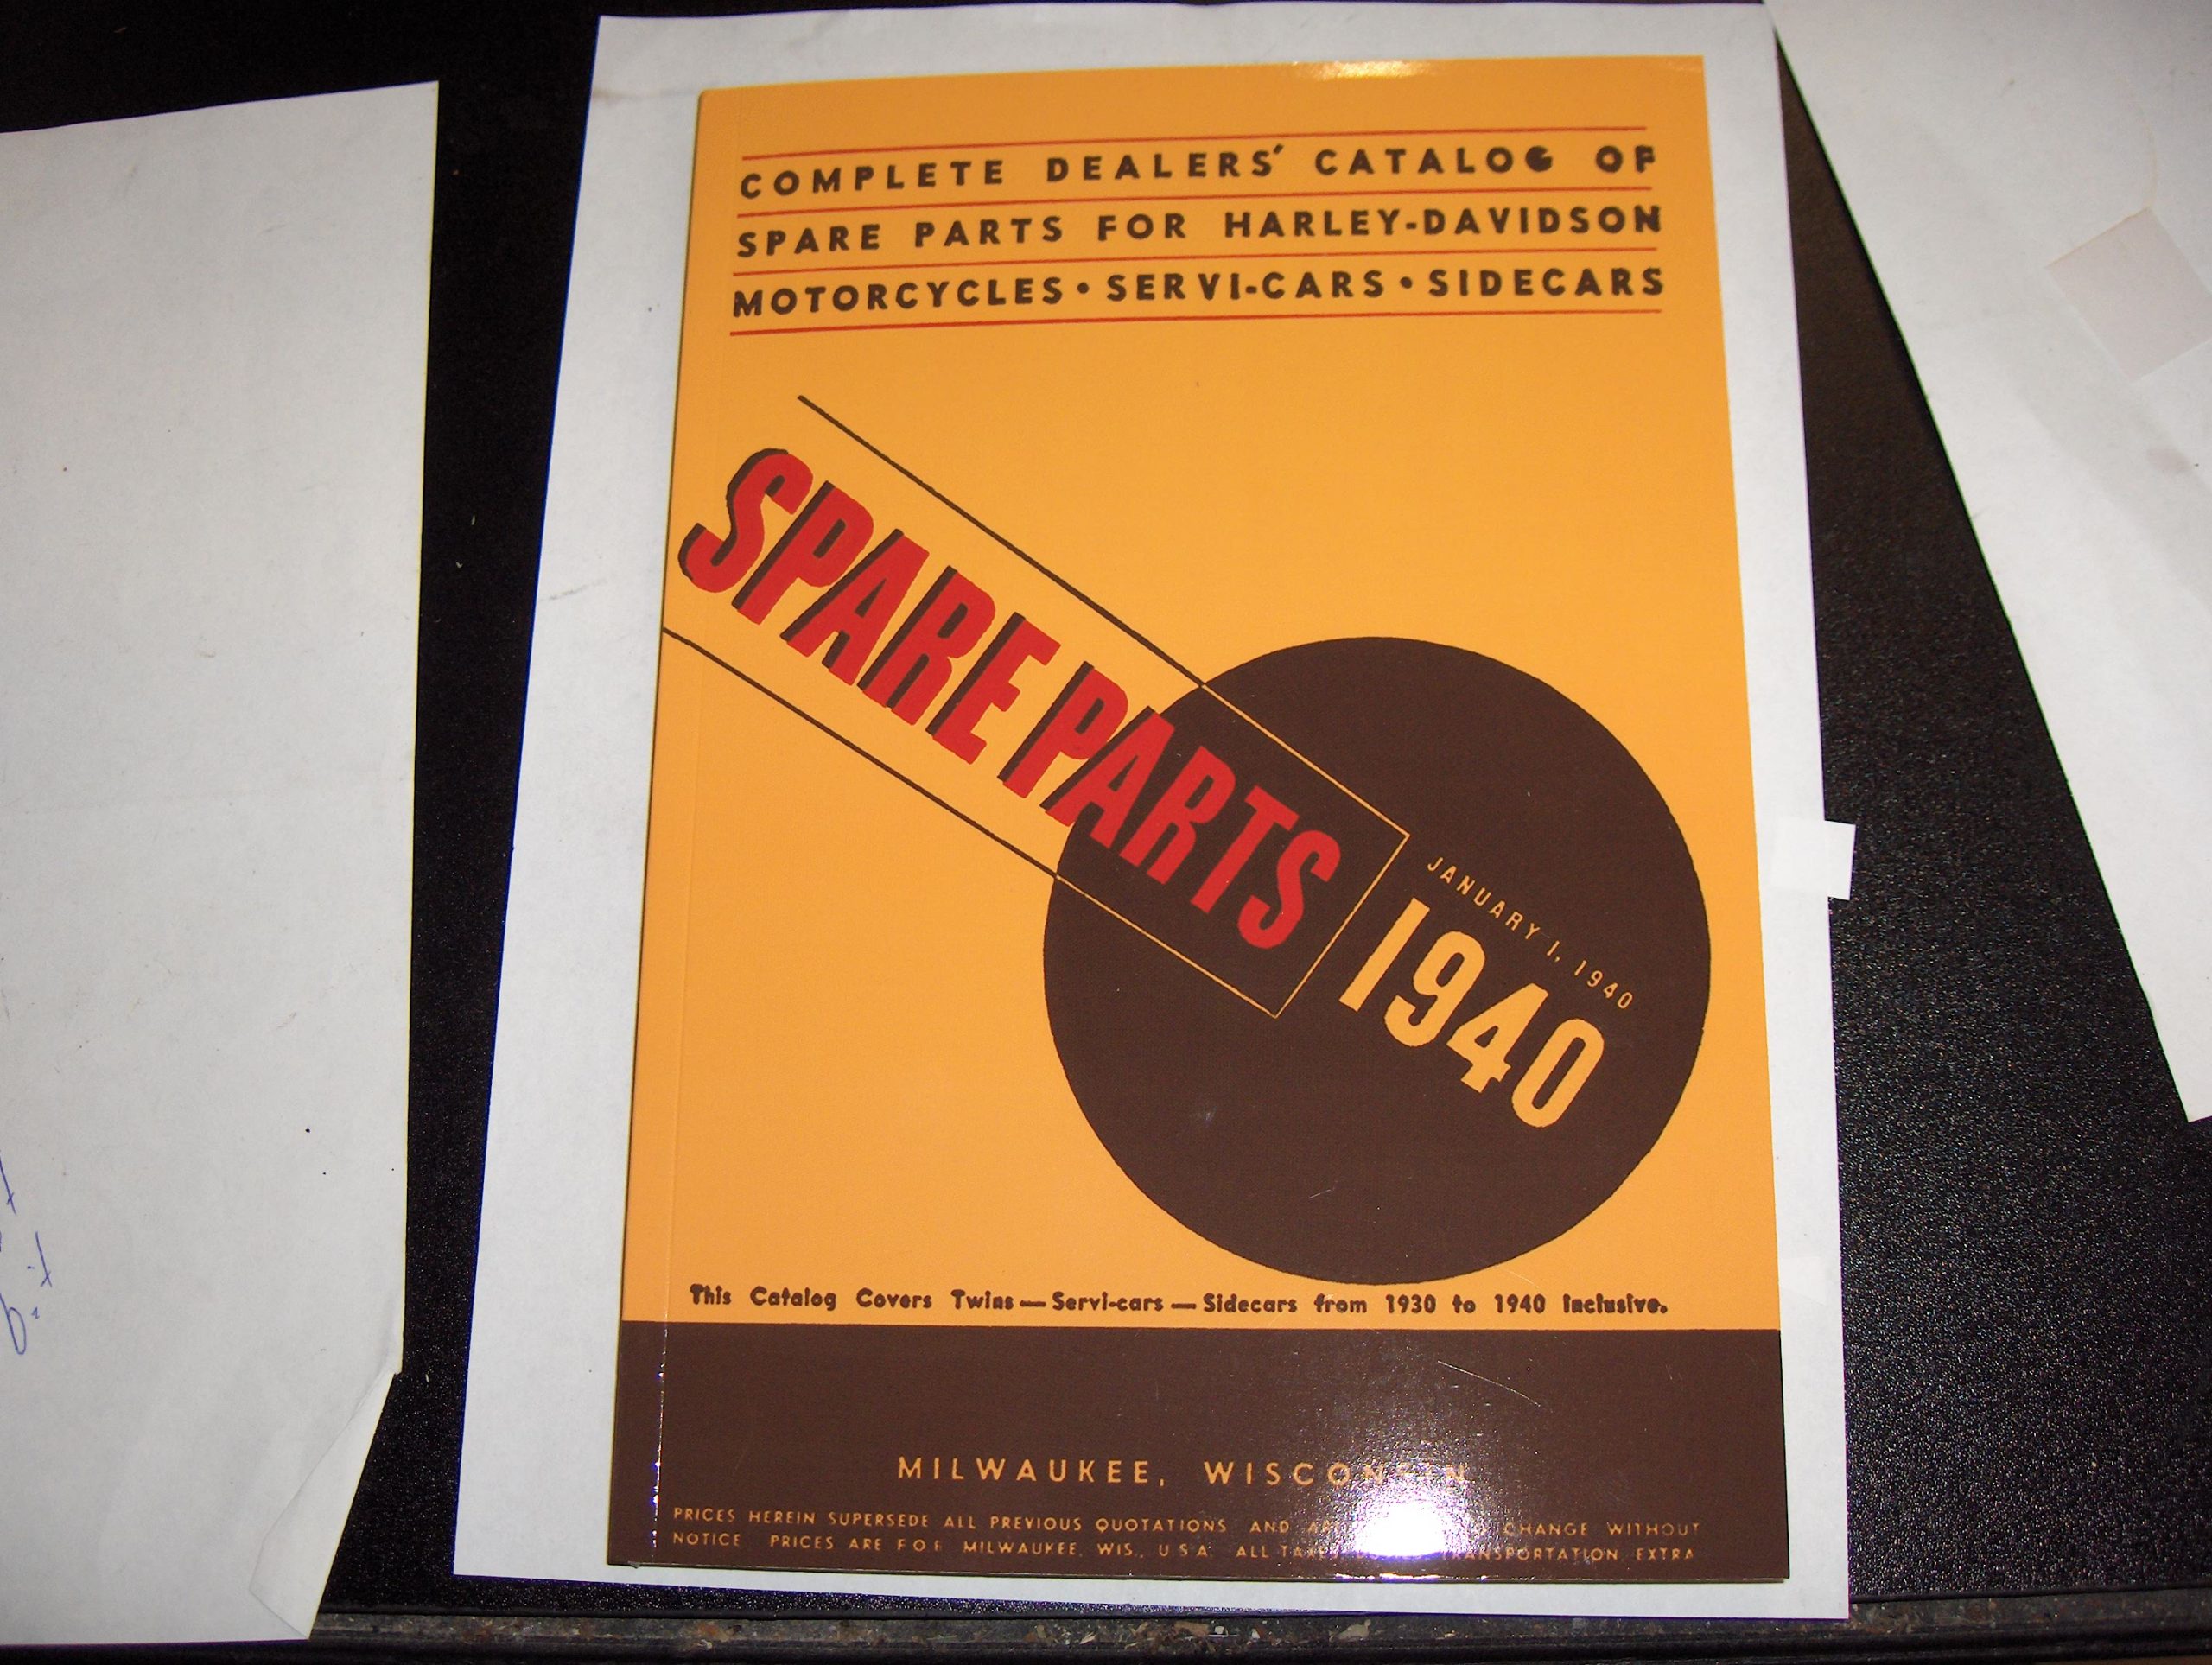 COMPLETE DEALERS' CATALOG OF
SPARE PARTS FOR HARLEY-DAVIDSON
MOTORCYCLES • SERVI-CARS • SIDECARS
SPARE PARTS
JANUARY 1, 1940
1940
This Catalog Covers Twins — Servi-cars — Sidecars from 1930 to 1940 inclusive.
MILWAUKEE, WISCONSIN
PRICES HEREIN SUPERSEDE ALL PREVIOUS QUOTATIONS AND CHANGE WITHOUT
NOTICE PRICES ARE F O B MILWAUKEE, WIS., U S A ALL TRANSPORTATION EXTRA